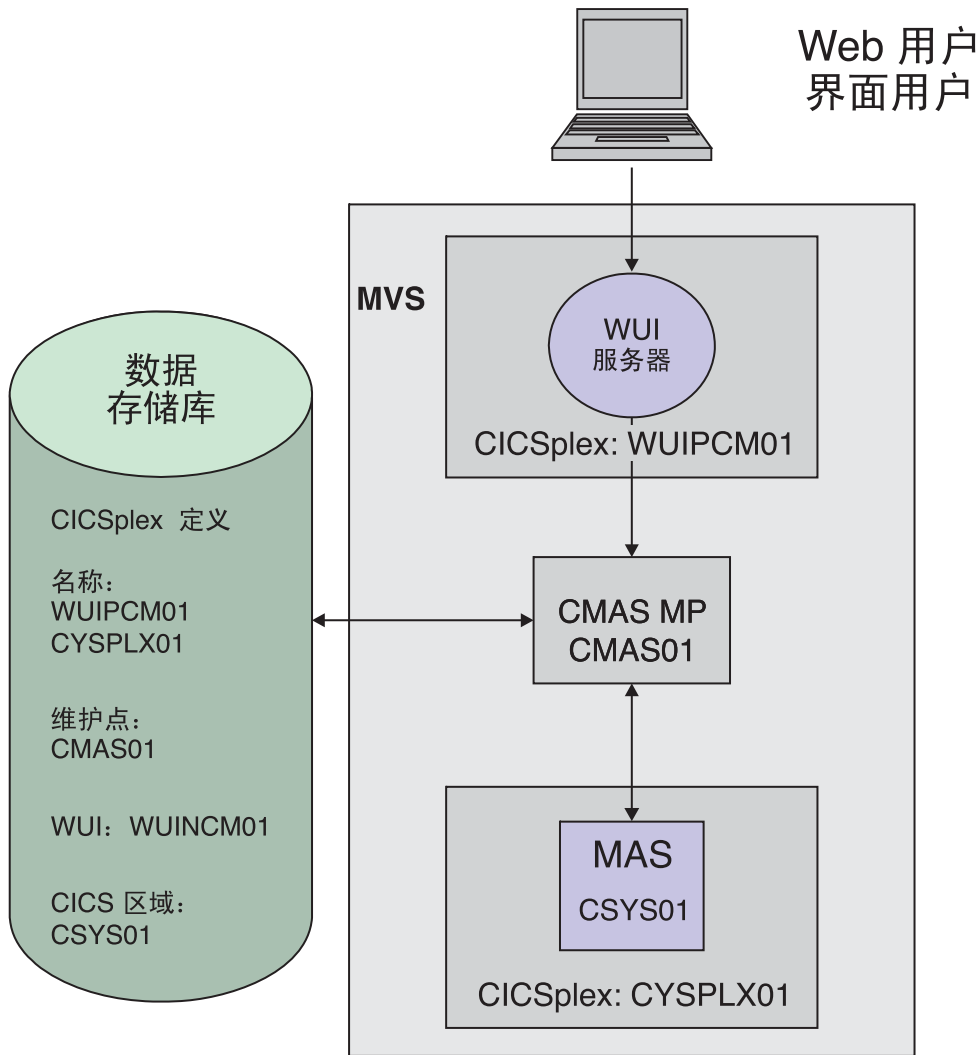 Web 用户
界面用户
MVS
WUI
服务器
CICSplex: WUIPCM01
数据
存储库
CICSplex 定义
名称：
WUIPCM01
CYSPLX01
维护点：
CMAS01
WUI：WUINCM01
CICS 区域：
CSYS01
CMAS MP
CMAS01
MAS
CSYS01
CICSplex: CYSPLX01